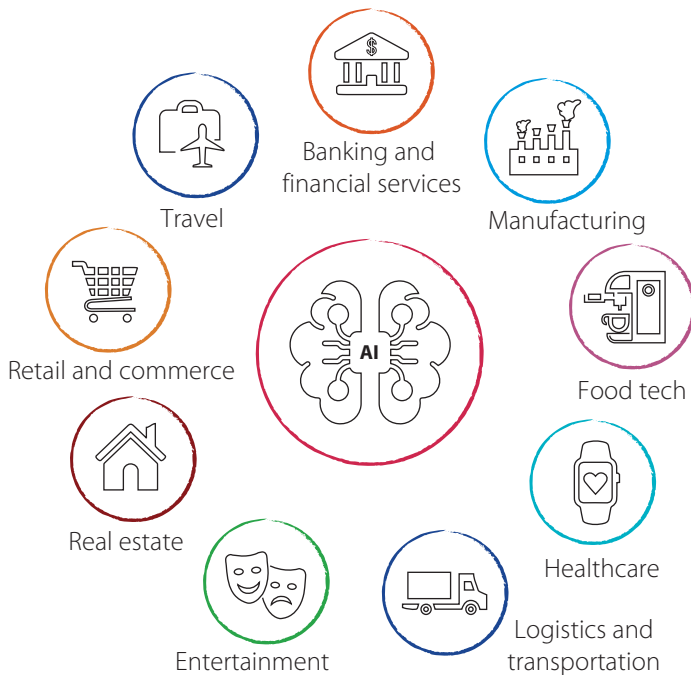 $
Banking and
financial services
Travel
Manufacturing
AI
Retail and commerce
Food tech
Real estate
Healthcare
Logistics and
transportation
Entertainment